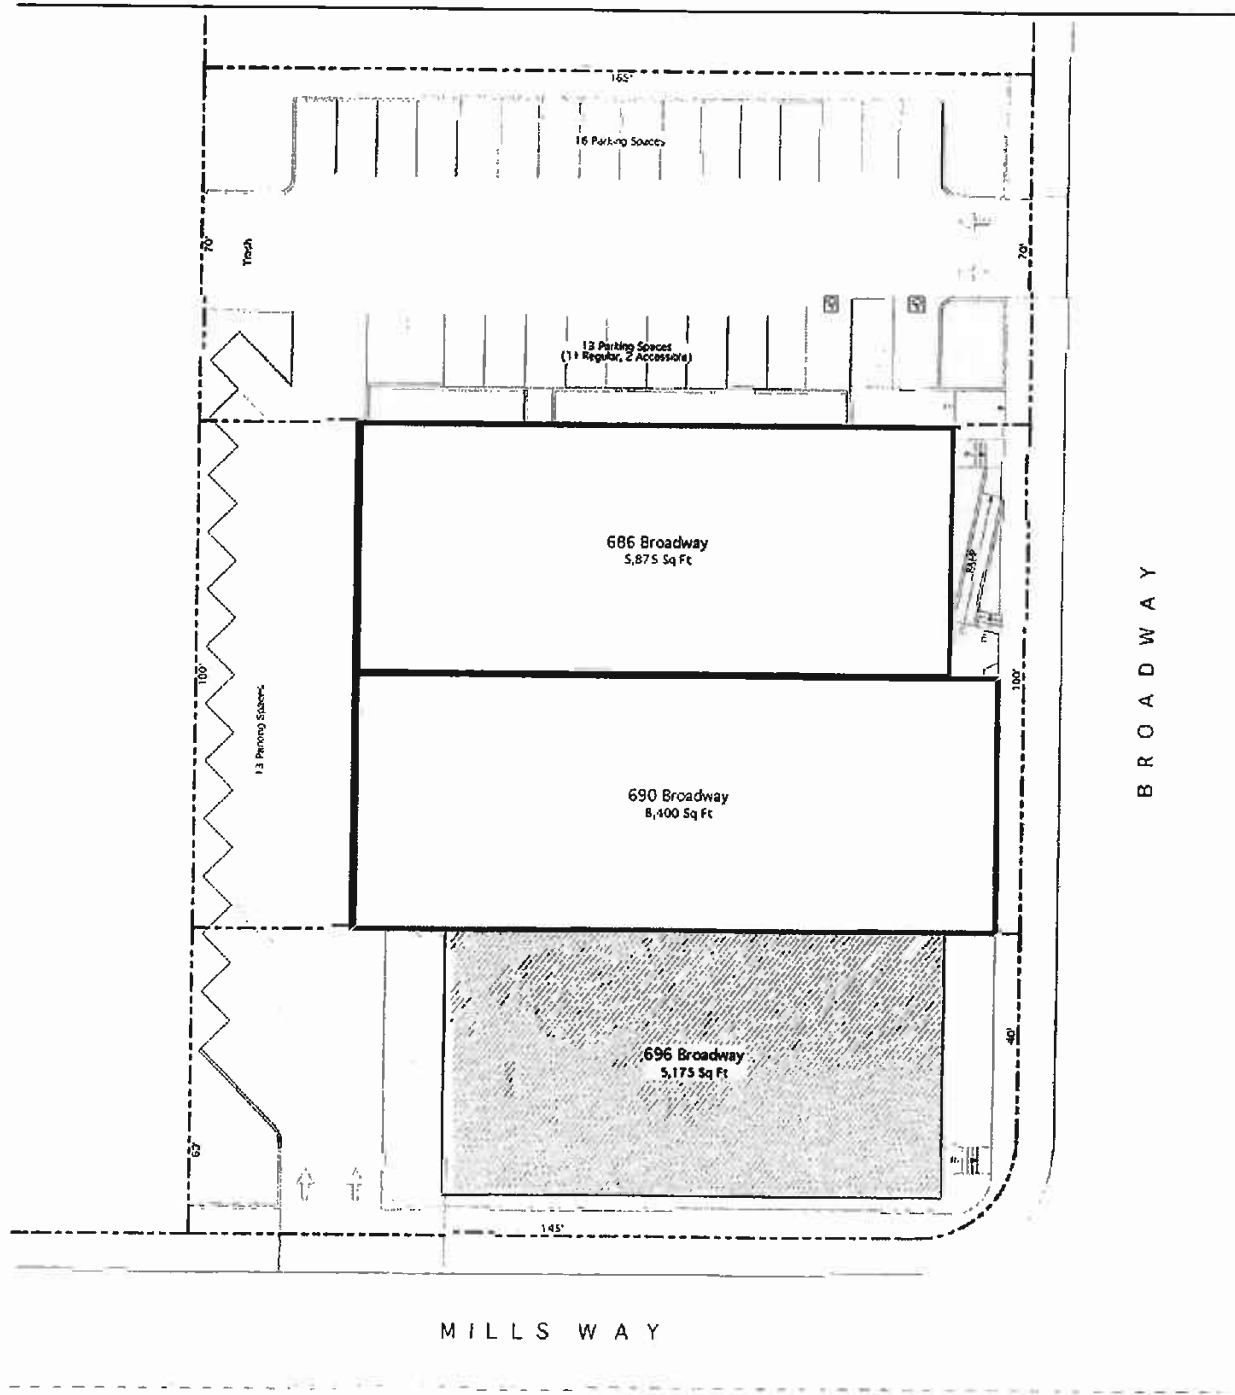 165'
16 Parking Spaces
70'
Trash
70'
13 Parking Spaces
(11 Regular, 2 Accessible)
686 Broadway
5,875 Sq Ft
RAMP
BROADWAY
100'
100'
13 Parking Spaces
690 Broadway
8,400 Sq Ft
696 Broadway
5,175 Sq Ft
40'
145'
MILLS WAY